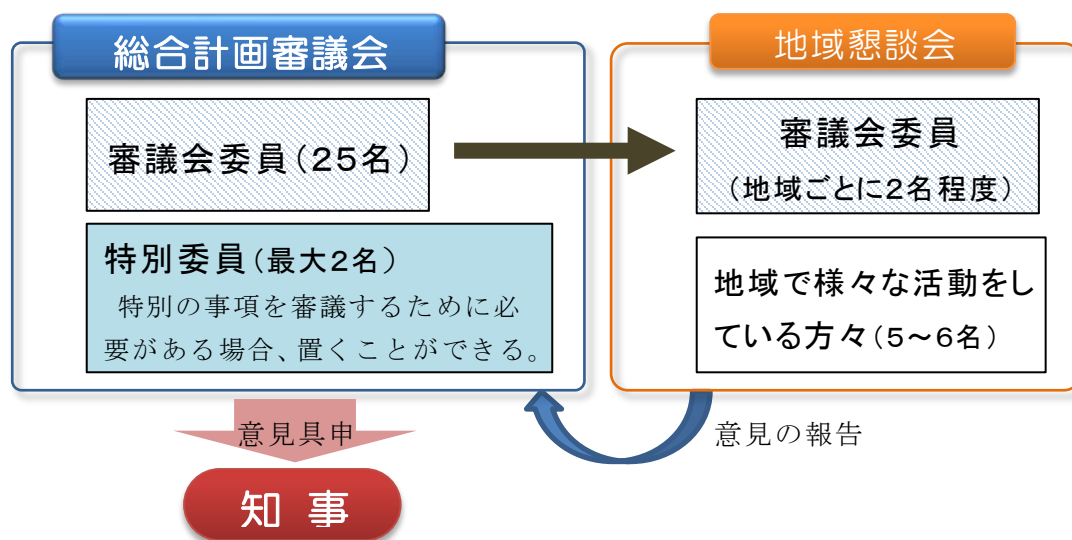 総合計画審議会
審議会委員（２５名）
特別委員（最大２名）
特別の事項を審議するために必
要がある場合、置くことができる。
意見具申
知 事
地域懇談会
審議会委員
（地域ごとに２名程度）
地域で様々な活動をし
ている方々（５～６名）
意見の報告